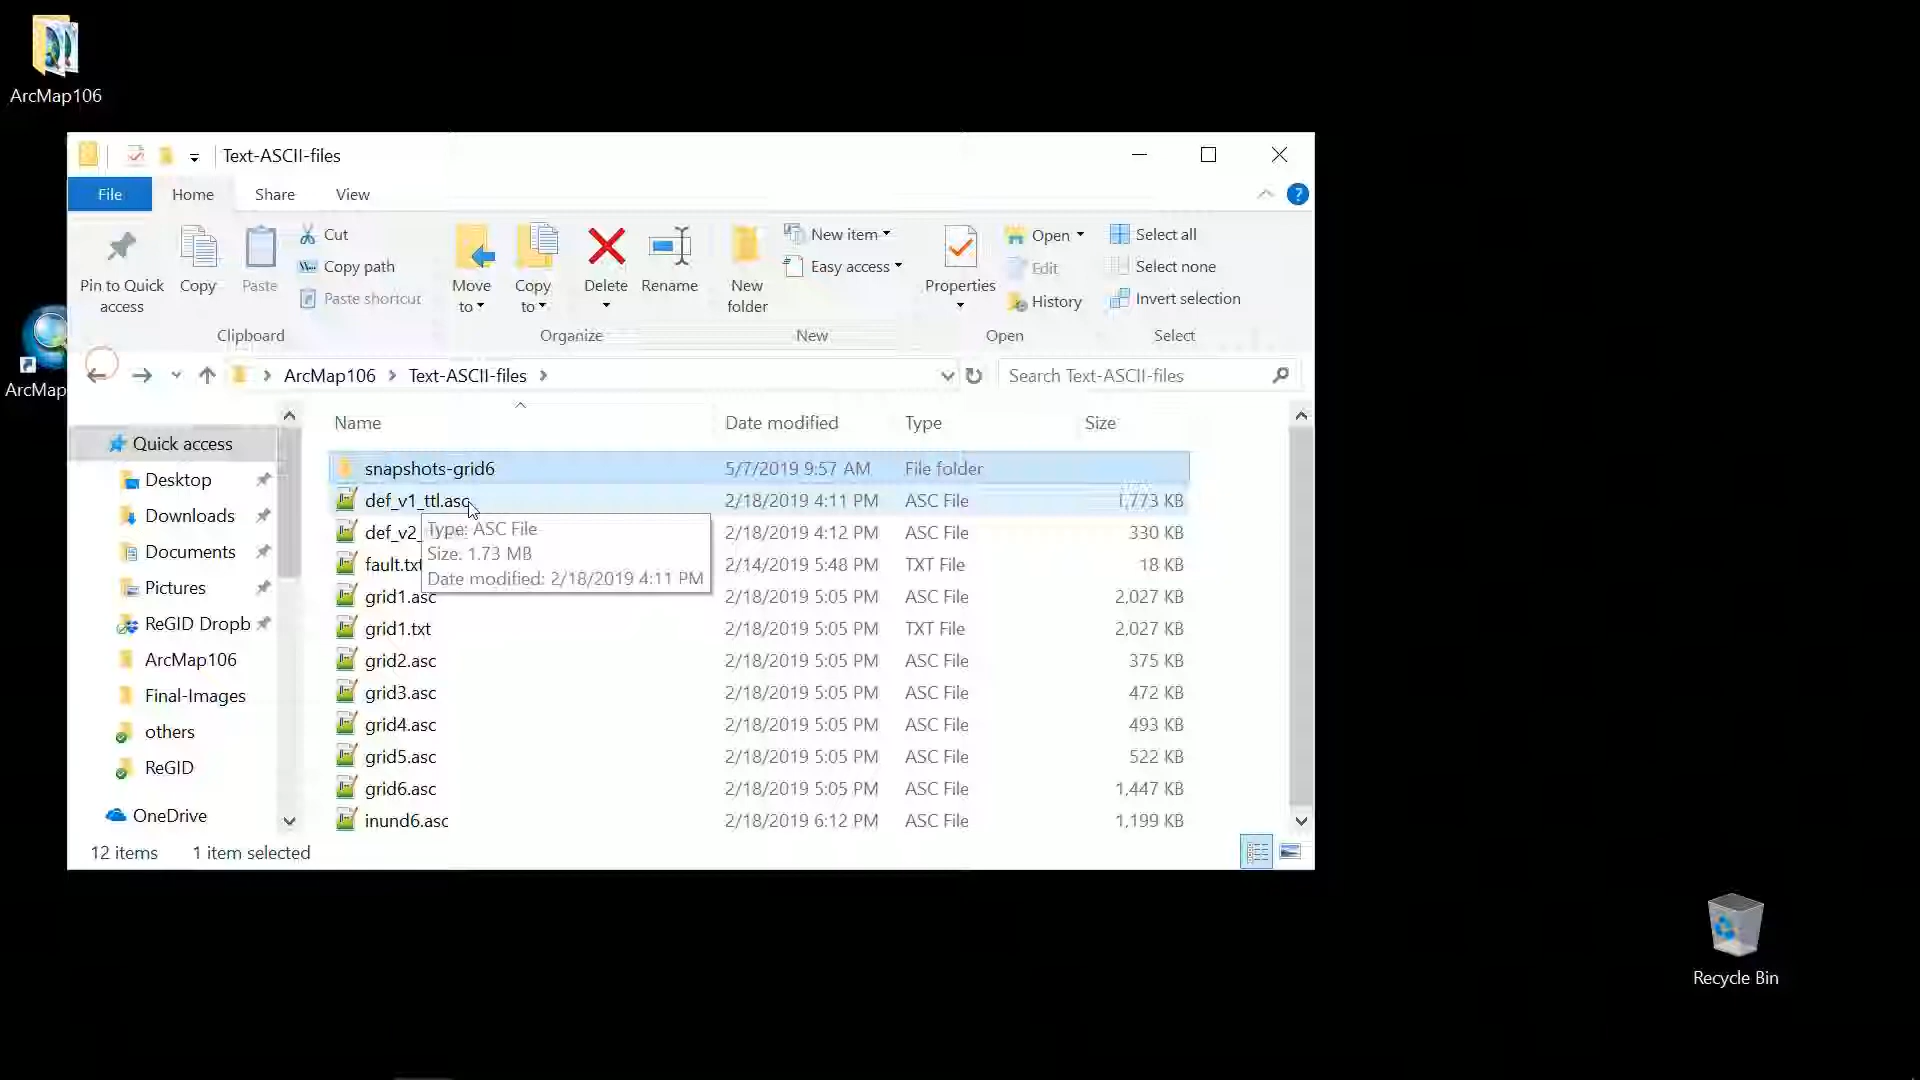 ArcMap106
Text-ASCII-files
File Home Share View
Pin to Quick access
Copy
Paste
Cut
Copy path
Paste shortcut
Clipboard
Move to
Copy to
Delete
Rename
Organize
New folder
New item
Easy access
New
Properties
Open
Edit
History
Open
Select all
Select none
Invert selection
Select
ArcMap106 Text-ASCII-files
Search Text-ASCII-files
ArcMap
Quick access
Desktop
Downloads
Documents
Pictures
ReGID Dropb
ArcMap106
Final-Images
others
ReGID
OneDrive
Name Date modified Type Size
snapshots-grid6 5/7/2019 9:57 AM File folder
def_v1_ttl.asc 2/18/2019 4:11 PM ASC File 1,773 KB
def_v2_ 2/18/2019 4:12 PM ASC File 330 KB
fault.txt 2/14/2019 5:48 PM TXT File 18 KB
grid1.asc 2/18/2019 5:05 PM ASC File 2,027 KB
grid1.txt 2/18/2019 5:05 PM TXT File 2,027 KB
grid2.asc 2/18/2019 5:05 PM ASC File 375 KB
grid3.asc 2/18/2019 5:05 PM ASC File 472 KB
grid4.asc 2/18/2019 5:05 PM ASC File 493 KB
grid5.asc 2/18/2019 5:05 PM ASC File 522 KB
grid6.asc 2/18/2019 5:05 PM ASC File 1,447 KB
inund6.asc 2/18/2019 6:12 PM ASC File 1,199 KB
Type: ASC File
Size: 1.73 MB
Date modified: 2/18/2019 4:11 PM
12 items 1 item selected
Recycle Bin